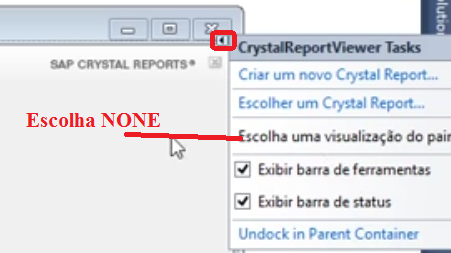 CrystalReportViewer Tasks
SAP CRYSTAL REPORTS®
Criar um novo Crystal Report...
Escolher um Crystal Report...
Escolha NONE
Escolha uma visualização do
Exibir barra de ferramentas
Exibir barra de status
Undock in Parent Container